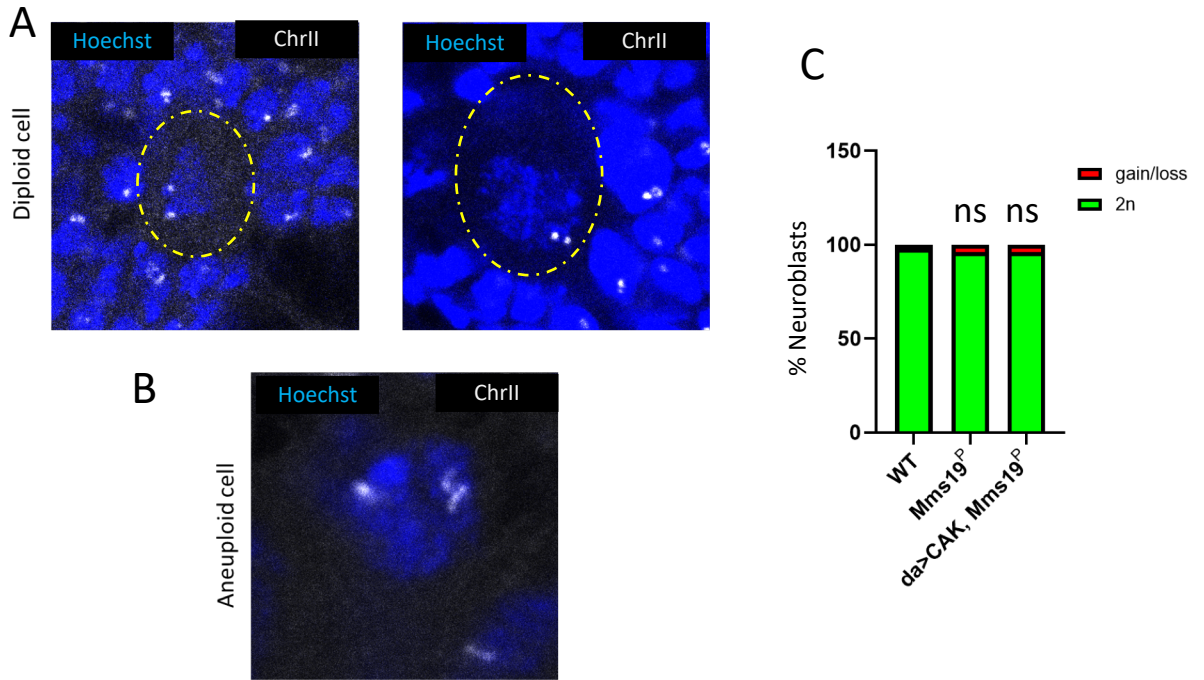 A
Hoechst
ChrII
Hoechst
ChrII
Diploid cell
B
Hoechst
ChrII
Aneuploid cell
C
150
100
50
0
% Neuroblasts
ns
ns
gain/loss
2n
WT
Mms19ᴾ
da>CAK, Mms19ᴾ